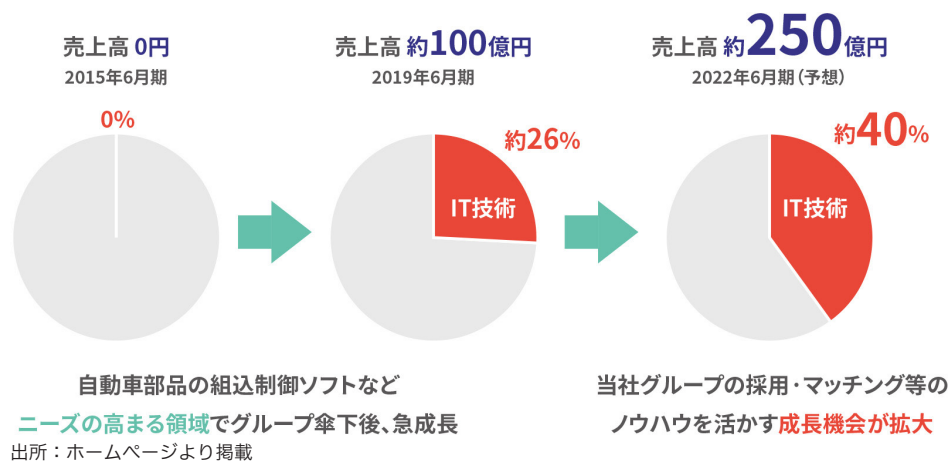 売上高 0円
2015年6月期
0%
売上高 約100億円
2019年6月期
約26%
IT技術
売上高 約250億円
2022年6月期(予想)
約40%
IT技術
自動車部品の組込制御ソフトなど
ニーズの高まる領域でグループ傘下後、急成長
当社グループの採用・マッチング等の
ノウハウを活かす成長機会が拡大
出所：ホームページより掲載